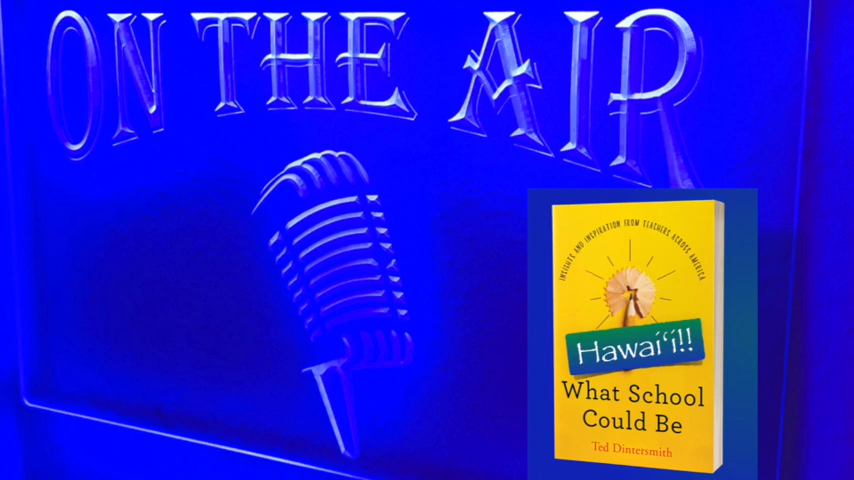 ON THE AIR
INSIGHTS AND INSPIRATION FROM TEACHERS ACROSS AMERICA
Hawaiʻi!!
What School
Could Be
Ted Dintersmith